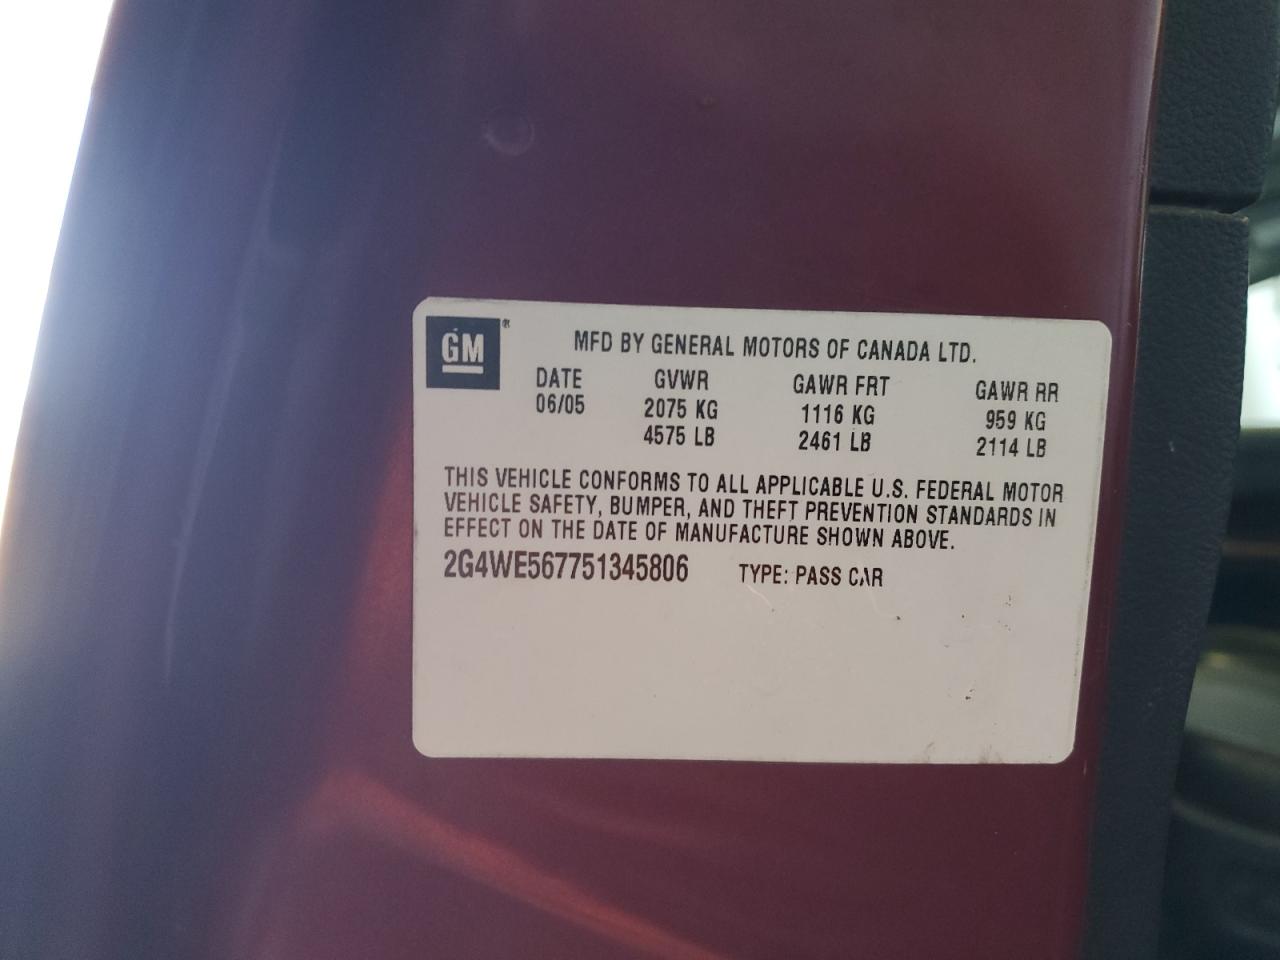 GM®
MFD BY GENERAL MOTORS OF CANADA LTD.
DATE GVWR GAWR FRT GAWR RR
06/05 2075 KG 1116 KG 959 KG
4575 LB 2461 LB 2114 LB
THIS VEHICLE CONFORMS TO ALL APPLICABLE U.S. FEDERAL MOTOR
VEHICLE SAFETY, BUMPER, AND THEFT PREVENTION STANDARDS IN
EFFECT ON THE DATE OF MANUFACTURE SHOWN ABOVE.
2G4WE567751345806 TYPE: PASS CAR